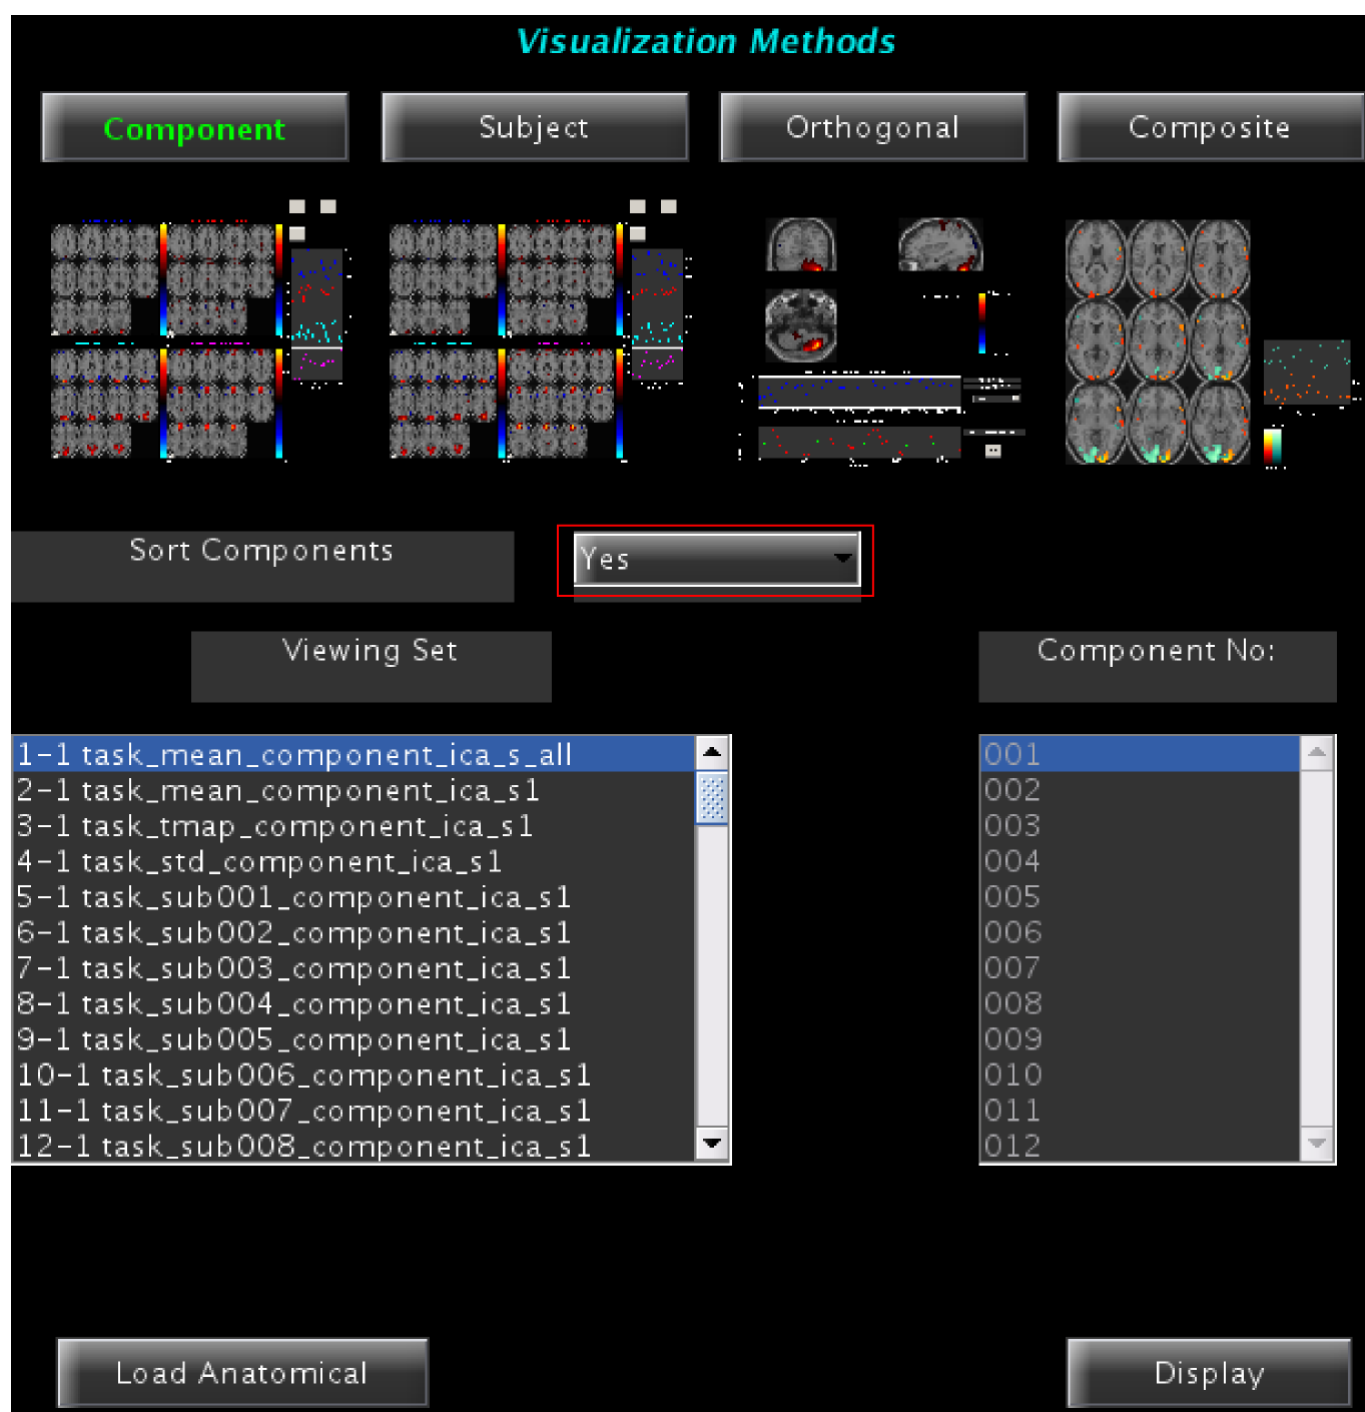 Visualization Methods
Component
Subject
Orthogonal
Composite
Sort Components
Yes
Viewing Set
Component No:
1-1 task_mean_component_ica_s_all
2-1 task_mean_component_ica_s1
3-1 task_tmap_component_ica_s1
4-1 task_std_component_ica_s1
5-1 task_sub001_component_ica_s1
6-1 task_sub002_component_ica_s1
7-1 task_sub003_component_ica_s1
8-1 task_sub004_component_ica_s1
9-1 task_sub005_component_ica_s1
10-1 task_sub006_component_ica_s1
11-1 task_sub007_component_ica_s1
12-1 task_sub008_component_ica_s1
001
002
003
004
005
006
007
008
009
010
011
012
Load Anatomical
Display